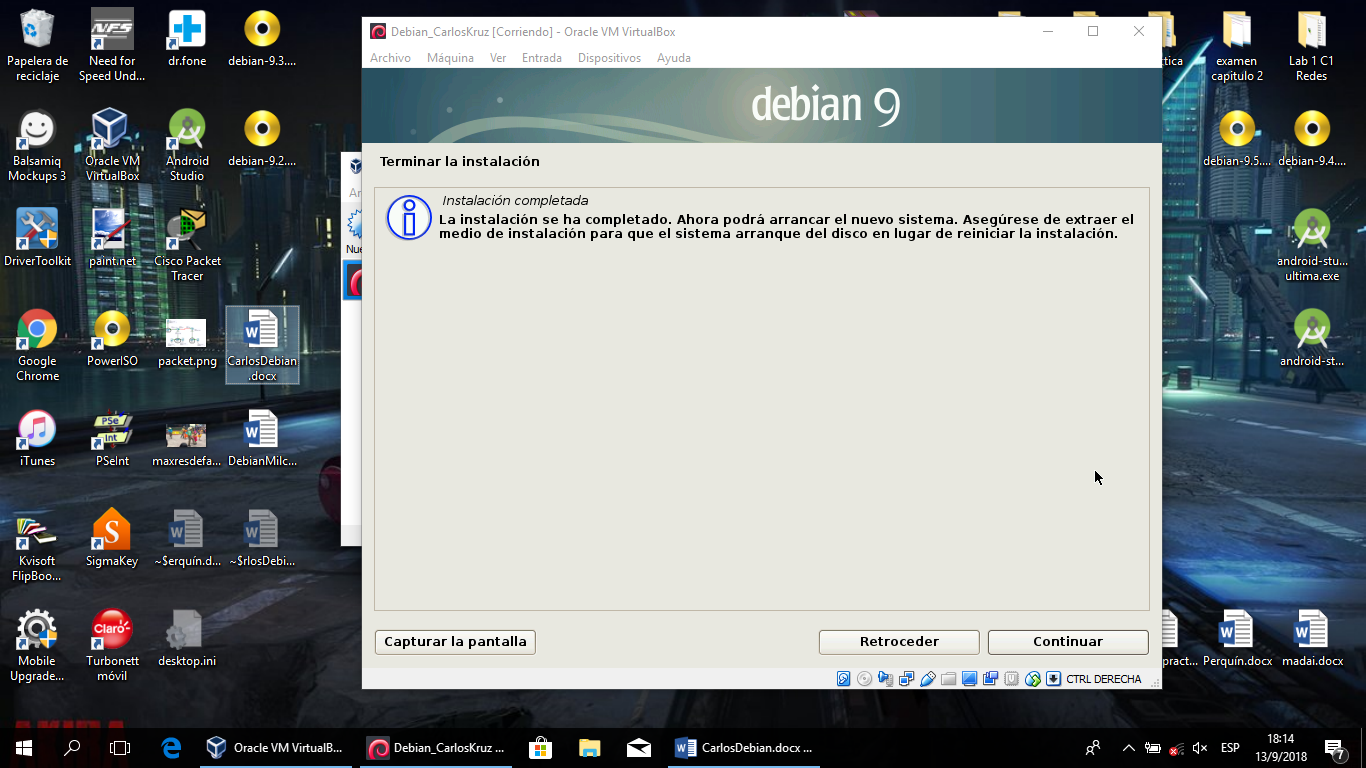 Debian_CarlosKruz [Corriendo] - Oracle VM VirtualBox
Archivo Máquina Ver Entrada Dispositivos Ayuda
debian 9
Terminar la instalación
Instalación completada
La instalación se ha completado. Ahora podrá arrancar el nuevo sistema. Asegúrese de extraer el
medio de instalación para que el sistema arranque del disco en lugar de reiniciar la instalación.
Capturar la pantalla
Retroceder
Continuar
CTRL DERECHA
Papelera de
reciclaje
NFS
Need for
Speed Und...
dr.fone
debian-9.3....
Balsamiq
Mockups 3
Oracle VM
VirtualBox
Android
Studio
debian-9.2....
DriverToolkit
paint.net
Cisco Packet
Tracer
Google
Chrome
PowerISO
packet.png
CarlosDebian
.docx
iTunes
PSe
Int
PSeInt
maxresdefa...
DebianMilc...
Kvisoft
FlipBoo...
S
SigmaKey
~$erquín.d...
~$rlosDebi...
Mobile
Upgrade...
Claro
Turbonett
móvil
desktop.ini
Ar
Nue
ctica
examen
capitulo 2
Lab 1 C1
Redes
debian-9.5....
debian-9.4....
android-stu...
ultima.exe
android-st...
pract...
Perquín.docx
madai.docx
Oracle VM VirtualB...
Debian_CarlosKruz ...
CarlosDebian.docx ...
ESP
18:14
13/9/2018
7